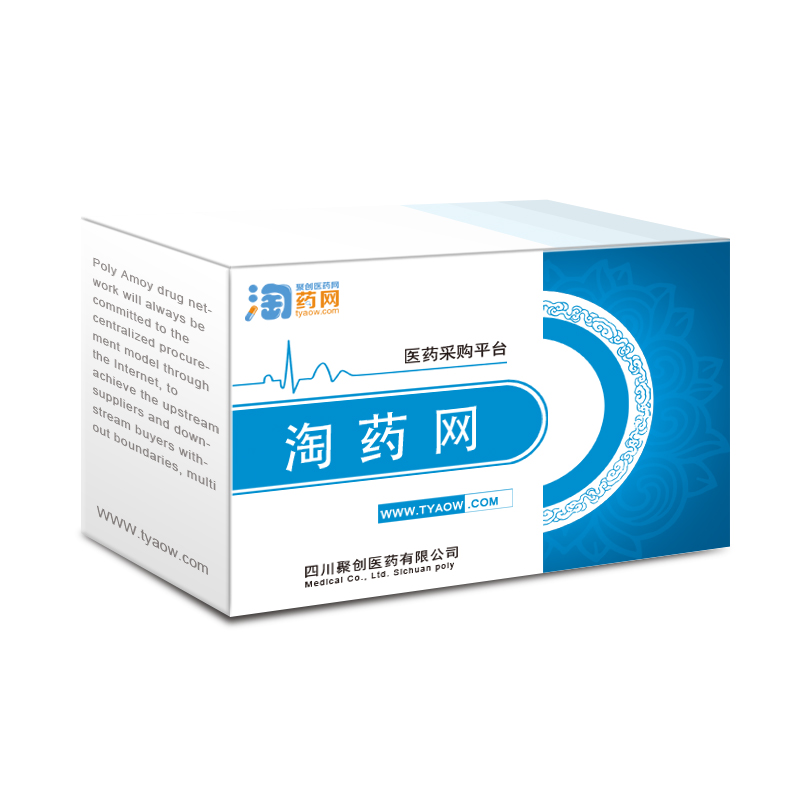 Poly Amoy drug net-
work will always be
committed to the
centralized procure-
ment model through
the Internet, to
achieve the upstream
suppliers and down-
stream buyers with-
out boundaries, multi
WWW.tyaow.com
聚创医药网
淘药网
tyaow.com
医药采购平台
淘药网
WWW.TYAOW.COM
四川聚创医药有限公司
Medical Co., Ltd. Sichuan poly